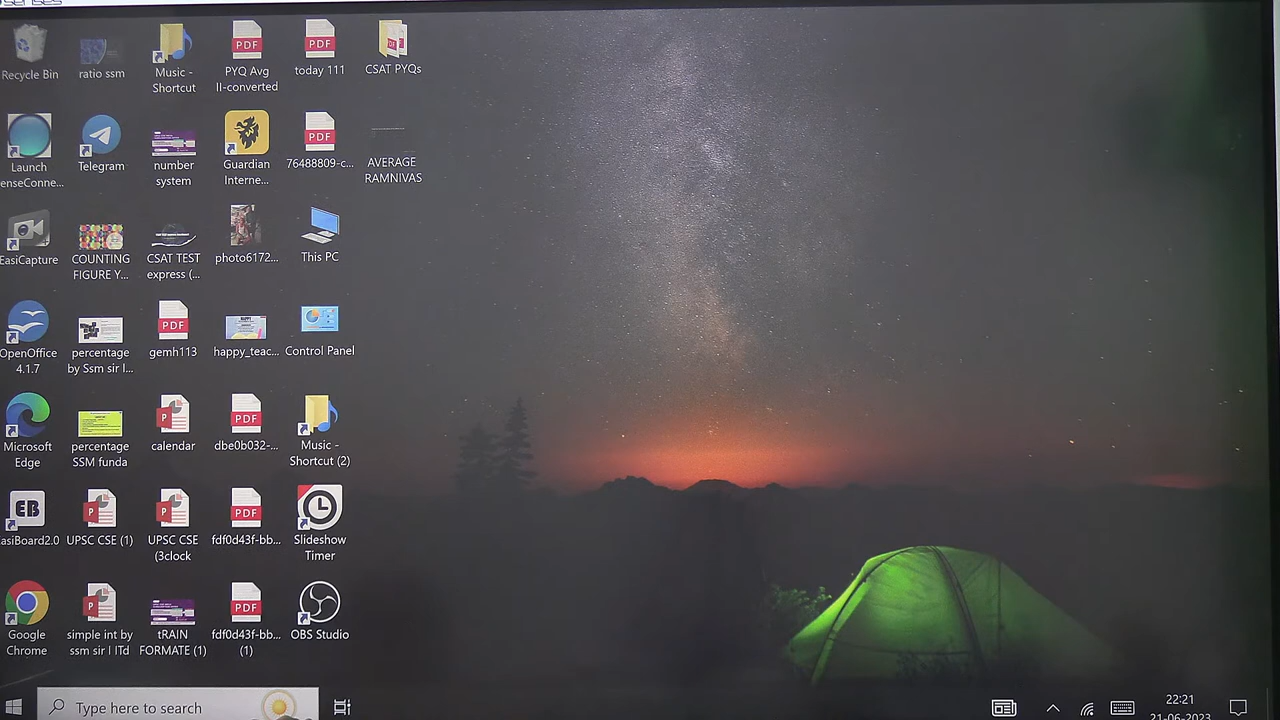 Recycle Bin
ratio ssm
Music -
Shortcut
PDF
PYQ Avg
II-converted
PDF
today 111
CSAT PYQs
Launch
enseConne...
Telegram
number
system
Guardian
Interne...
PDF
76488809-c...
AVERAGE
RAMNIVAS
EasiCapture
COUNTING
FIGURE Y...
CSAT TEST
express (...
photo6172...
This PC
OpenOffice
4.1.7
percentage
by Ssm sir I...
PDF
gemh113
happy_teac...
Control Panel
Microsoft
Edge
percentage
SSM funda
calendar
PDF
dbe0b032-...
Music -
Shortcut (2)
EB
asiBoard2.0
UPSC CSE (1)
UPSC CSE
(3clock
PDF
fdf0d43f-bb...
Slideshow
Timer
Google
Chrome
simple int by
ssm sir I ITd
tRAIN
FORMATE (1)
PDF
fdf0d43f-bb...
(1)
OBS Studio
Type here to search
22:21
21-06-2023